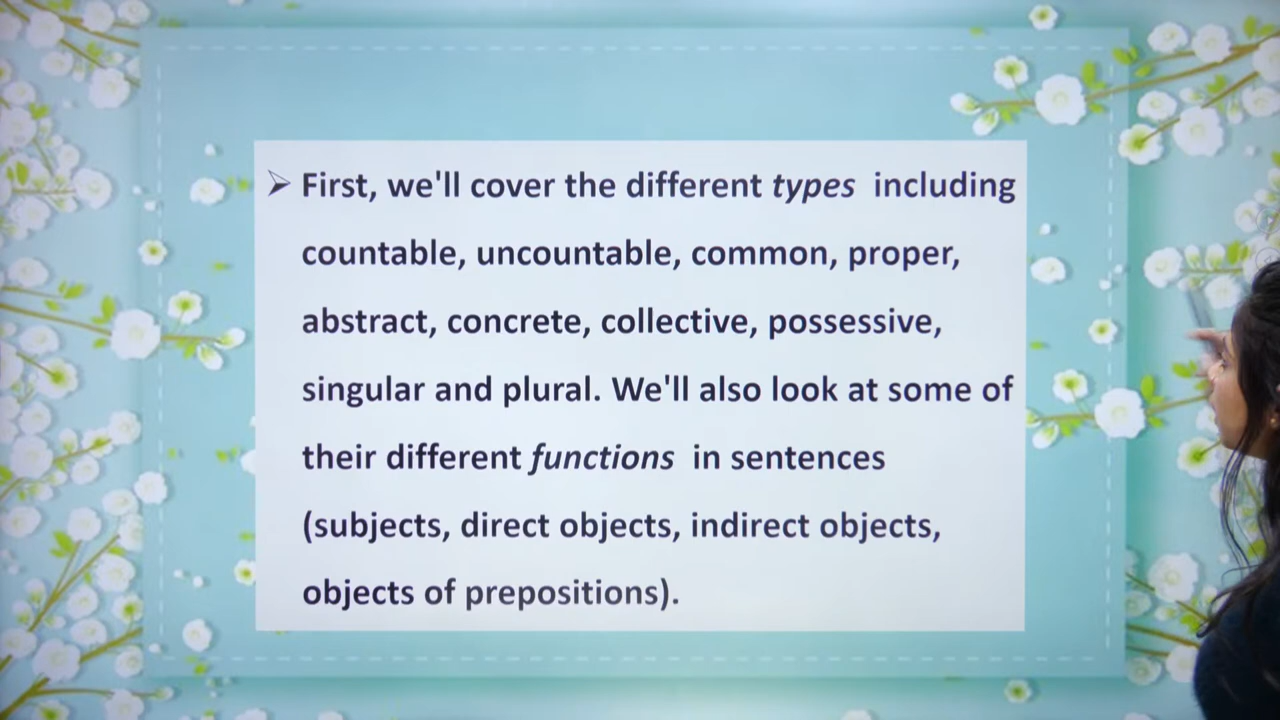 ➢ First, we'll cover the different types including
countable, uncountable, common, proper,
abstract, concrete, collective, possessive,
singular and plural. We'll also look at some of
their different functions in sentences
(subjects, direct objects, indirect objects,
objects of prepositions).